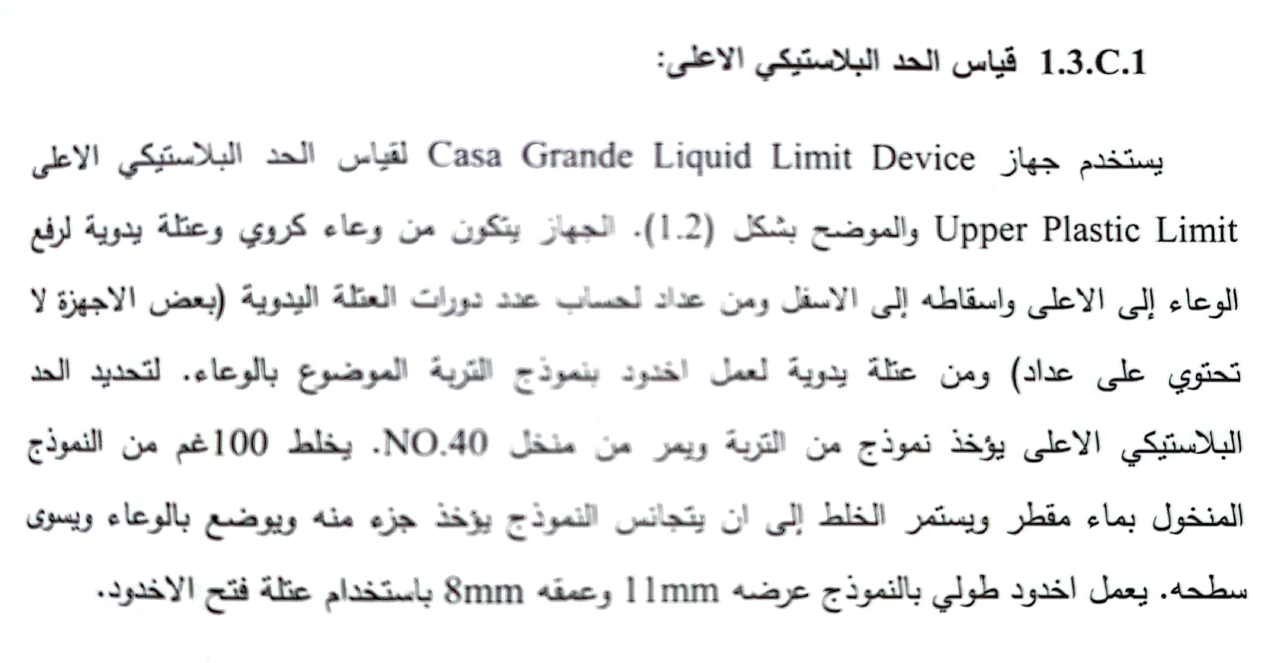 1.3.C.1 قياس الحد البلاستيكي الاعلى:
يستخدم جهاز Casa Grande Liquid Limit Device لقياس الحد البلاستيكي الاعلى
Upper Plastic Limit والموضح بشكل (1.2). الجهاز يتكون من وعاء كروي وعتلة يدوية لرفع
الوعاء إلى الاعلى واسقاطه إلى الاسفل ومن عداد لحساب عدد دورات العتلة اليدوية (بعض الاجهزة لا
تحتوي على عداد) ومن عتلة يدوية لعمل اخدود بنموذج التربة الموضوع بالوعاء. لتحديد الحد
البلاستيكي الاعلى يؤخذ نموذج من التربة ويمر من منخل NO.40. يخلط 100غم من النموذج
المنخول بماء مقطر ويستمر الخلط إلى ان يتجانس النموذج يؤخذ جزء منه ويوضع بالوعاء ويسوى
سطحه. يعمل اخدود طولي بالنموذج عرضه 11mm وعمقه 8mm باستخدام عتلة فتح الاخدود.